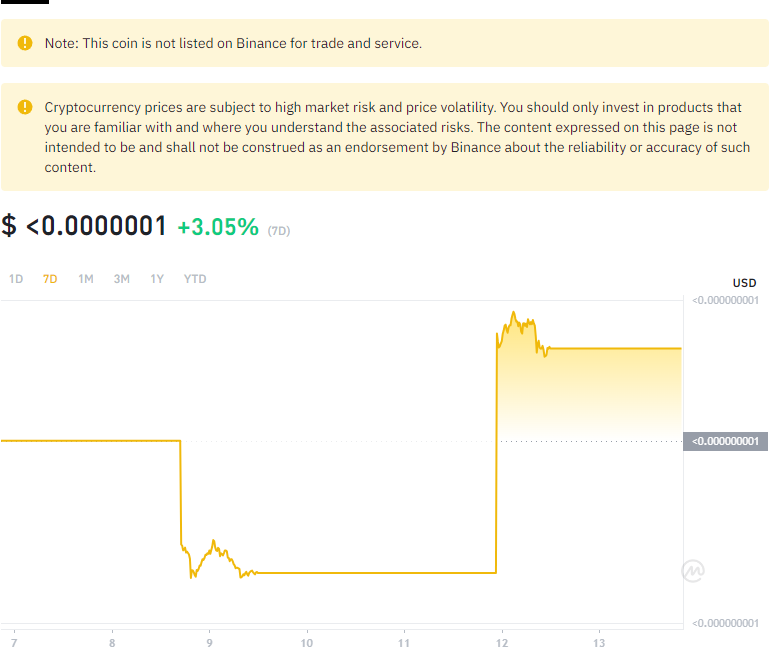 Note: This coin is not listed on Binance for trade and service.
Cryptocurrency prices are subject to high market risk and price volatility. You should only invest in products that
you are familiar with and where you understand the associated risks. The content expressed on this page is not
intended to be and shall not be construed as an endorsement by Binance about the reliability or accuracy of such
content.
$ <0.0000001 +3.05% (7D)
1D 7D 1M 3M 1Y YTD
USD
<0.000000001
<0.000000001
<0.000000001
7 8 9 10 11 12 13